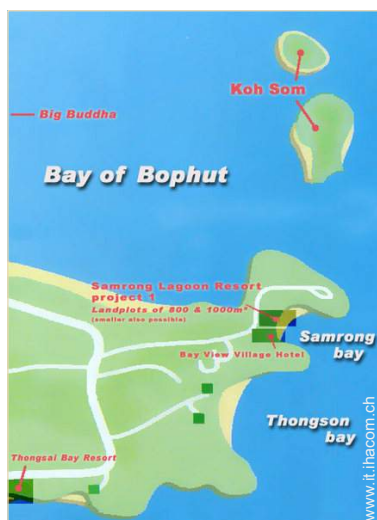 Koh Som
Big Buddha
Bay of Bophut
Samrong Lagoon Resort
project 1
Landplots of 800 & 1000m²
(smaller also possible)
Samrong
bay
Bay View Village Hotel
Thongson
bay
Thongsai Bay Resort
www.it.ihacom.ch